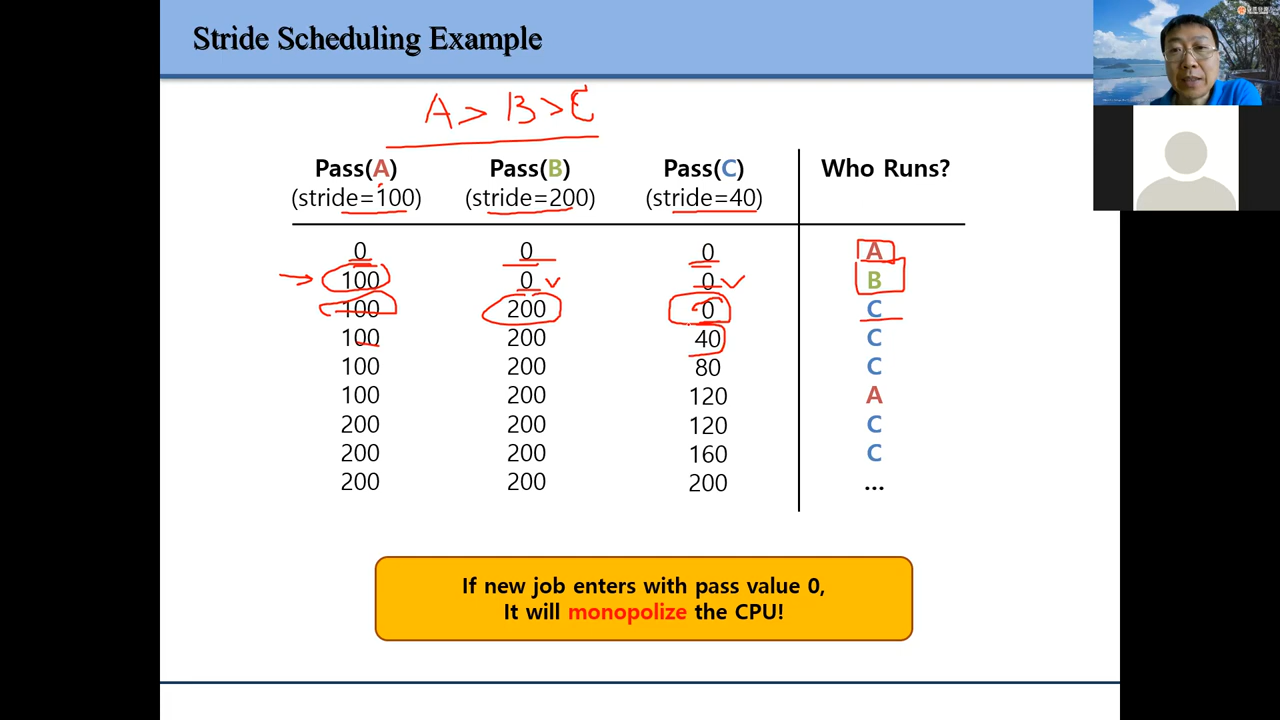 Stride Scheduling Example
A > B > C
Pass(A) Pass(B) Pass(C) Who Runs?
(stride=100) (stride=200) (stride=40)
0 0 0 A
100 0 0 B
100 200 0 C
100 200 40 C
100 200 80 C
100 200 120 A
200 200 120 C
200 200 160 C
200 200 200 ...
If new job enters with pass value 0,
It will monopolize the CPU!